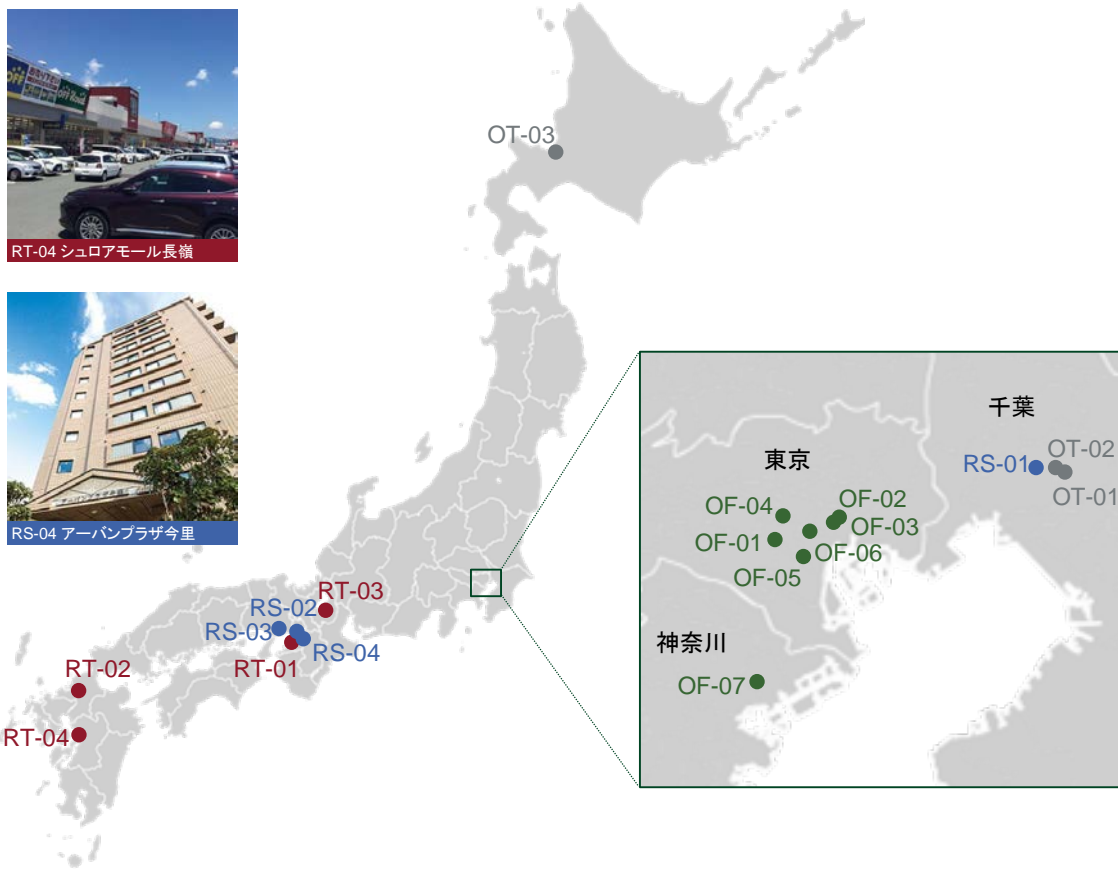 OFF
OFF House
RT-04 シュロアモール長嶺
RS-04 アーバンプラザ今里
OT-03
RT-03
RS-02
RS-03
RS-04
RT-01
RT-02
RT-04
千葉
OT-02
RS-01
OT-01
東京
OF-04
OF-02
OF-03
OF-01
OF-06
OF-05
神奈川
OF-07